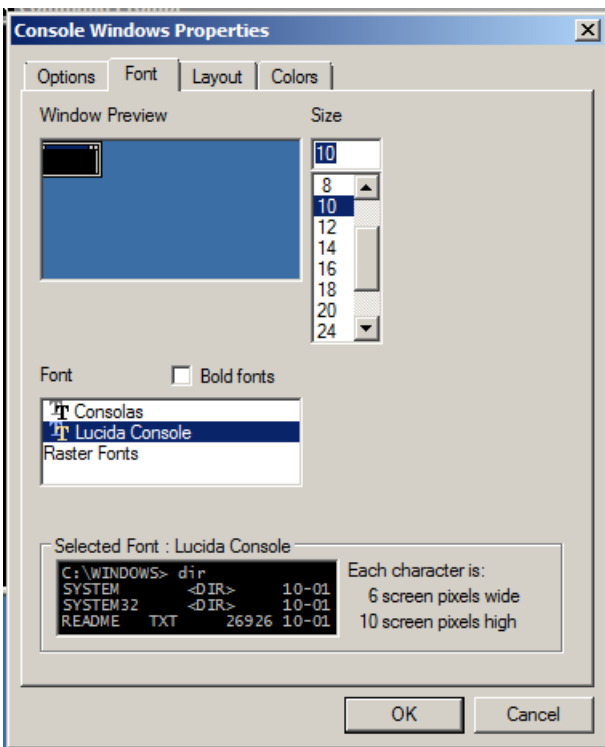 Command Prompt
Console Windows Properties
Options Font Layout Colors
Window Preview
Size
10
8
10
12
14
16
18
20
24
Font
Bold fonts
Consolas
Lucida Console
Raster Fonts
Selected Font : Lucida Console
C:\WINDOWS> dir
SYSTEM <DIR> 10-01
SYSTEM32 <DIR> 10-01
README TXT 26926 10-01
Each character is:
6 screen pixels wide
10 screen pixels high
OK Cancel